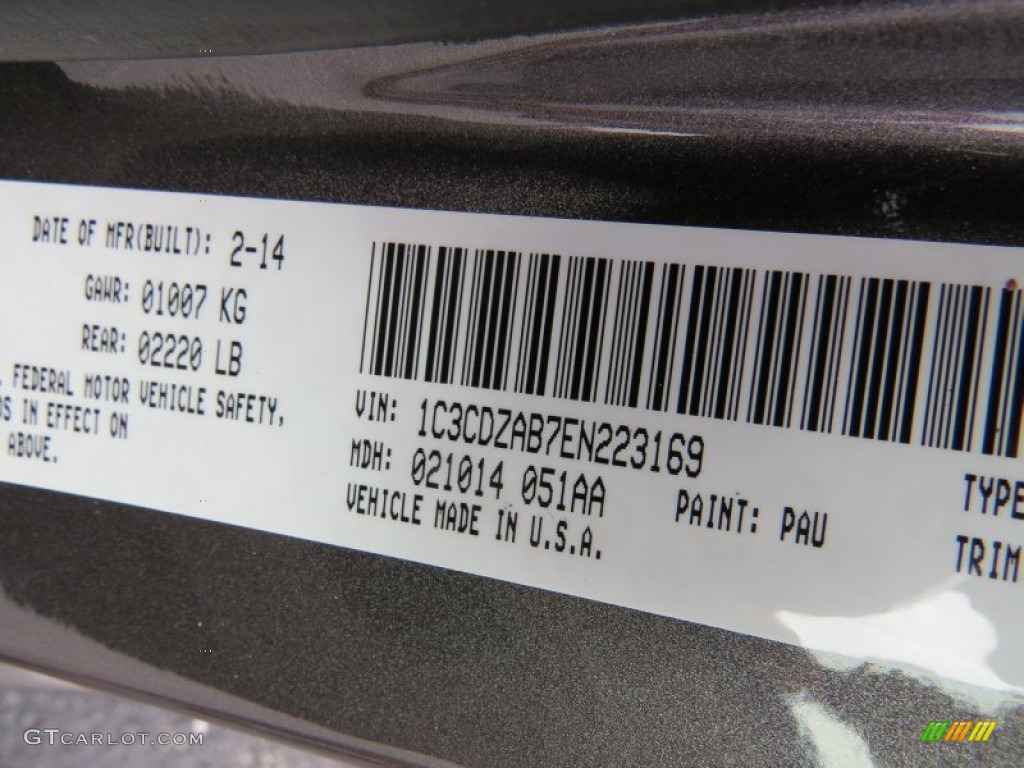 DATE OF MFR(BUILT): 2-14
GAWR: 01007 KG
REAR: 02220 LB
FEDERAL MOTOR VEHICLE SAFETY,
IN EFFECT ON
ABOVE.
VIN: 1C3CDZAB7EN223169
MDH: 021014 051AA
VEHICLE MADE IN U.S.A.
PAINT: PAU
TYPE
TRIM
GTCARLOT.COM